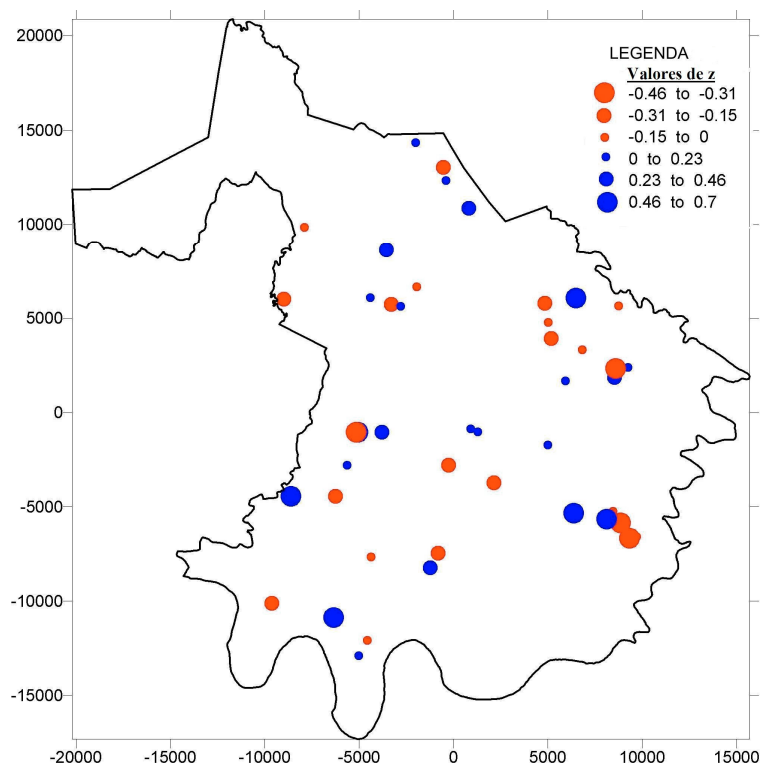 20000
15000
10000
5000
0
-5000
-10000
-15000
LEGENDA
Valores de z
-0.46 to -0.31
-0.31 to -0.15
-0.15 to 0
0 to 0.23
0.23 to 0.46
0.46 to 0.7
-20000 -15000 -10000 -5000 0 5000 10000 15000